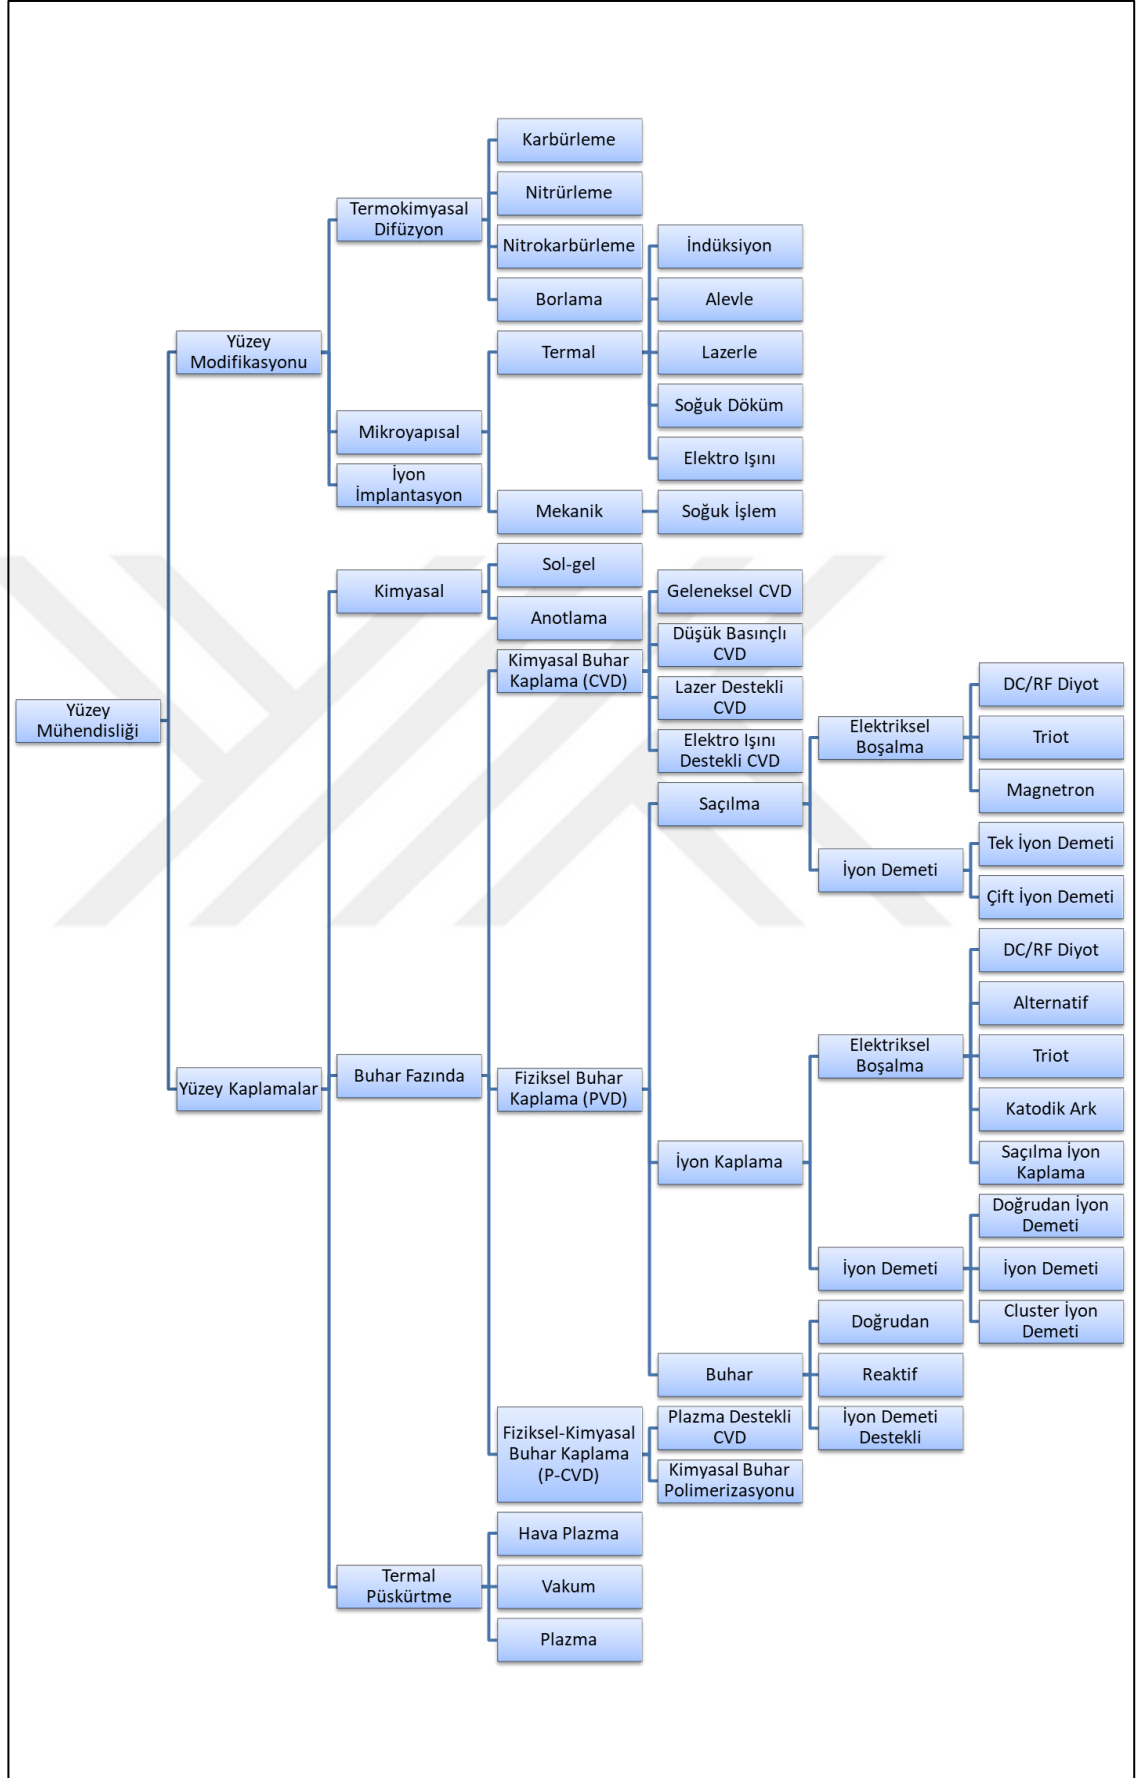 Yüzey
Mühendisliği
Yüzey
Modifikasyonu
Termokimyasal
Difüzyon
Karbürleme
Nitrürleme
Nitrokarbürleme
Borlama
Mikroyapısal
Termal
İndüksiyon
Alevle
Lazerle
Soğuk Döküm
Elektro Işını
Mekanik
Soğuk İşlem
İyon
İmplantasyon
Yüzey Kaplamalar
Kimyasal
Sol-gel
Anotlama
Buhar Fazında
Kimyasal Buhar
Kaplama (CVD)
Geleneksel CVD
Düşük Basınçlı
CVD
Lazer Destekli
CVD
Elektro Işını
Destekli CVD
Fiziksel Buhar
Kaplama (PVD)
Saçılma
Elektriksel
Boşalma
DC/RF Diyot
Triot
Magnetron
İyon Demeti
Tek İyon Demeti
Çift İyon Demeti
İyon Kaplama
Elektriksel
Boşalma
DC/RF Diyot
Alternatif
Triot
Katodik Ark
Saçılma İyon
Kaplama
İyon Demeti
Doğrudan İyon
Demeti
İyon Demeti
Cluster İyon
Demeti
Buhar
Doğrudan
Reaktif
İyon Demeti
Destekli
Fiziksel-Kimyasal
Buhar Kaplama
(P-CVD)
Plazma Destekli
CVD
Kimyasal Buhar
Polimerizasyonu
Termal
Püskürtme
Hava Plazma
Vakum
Plazma